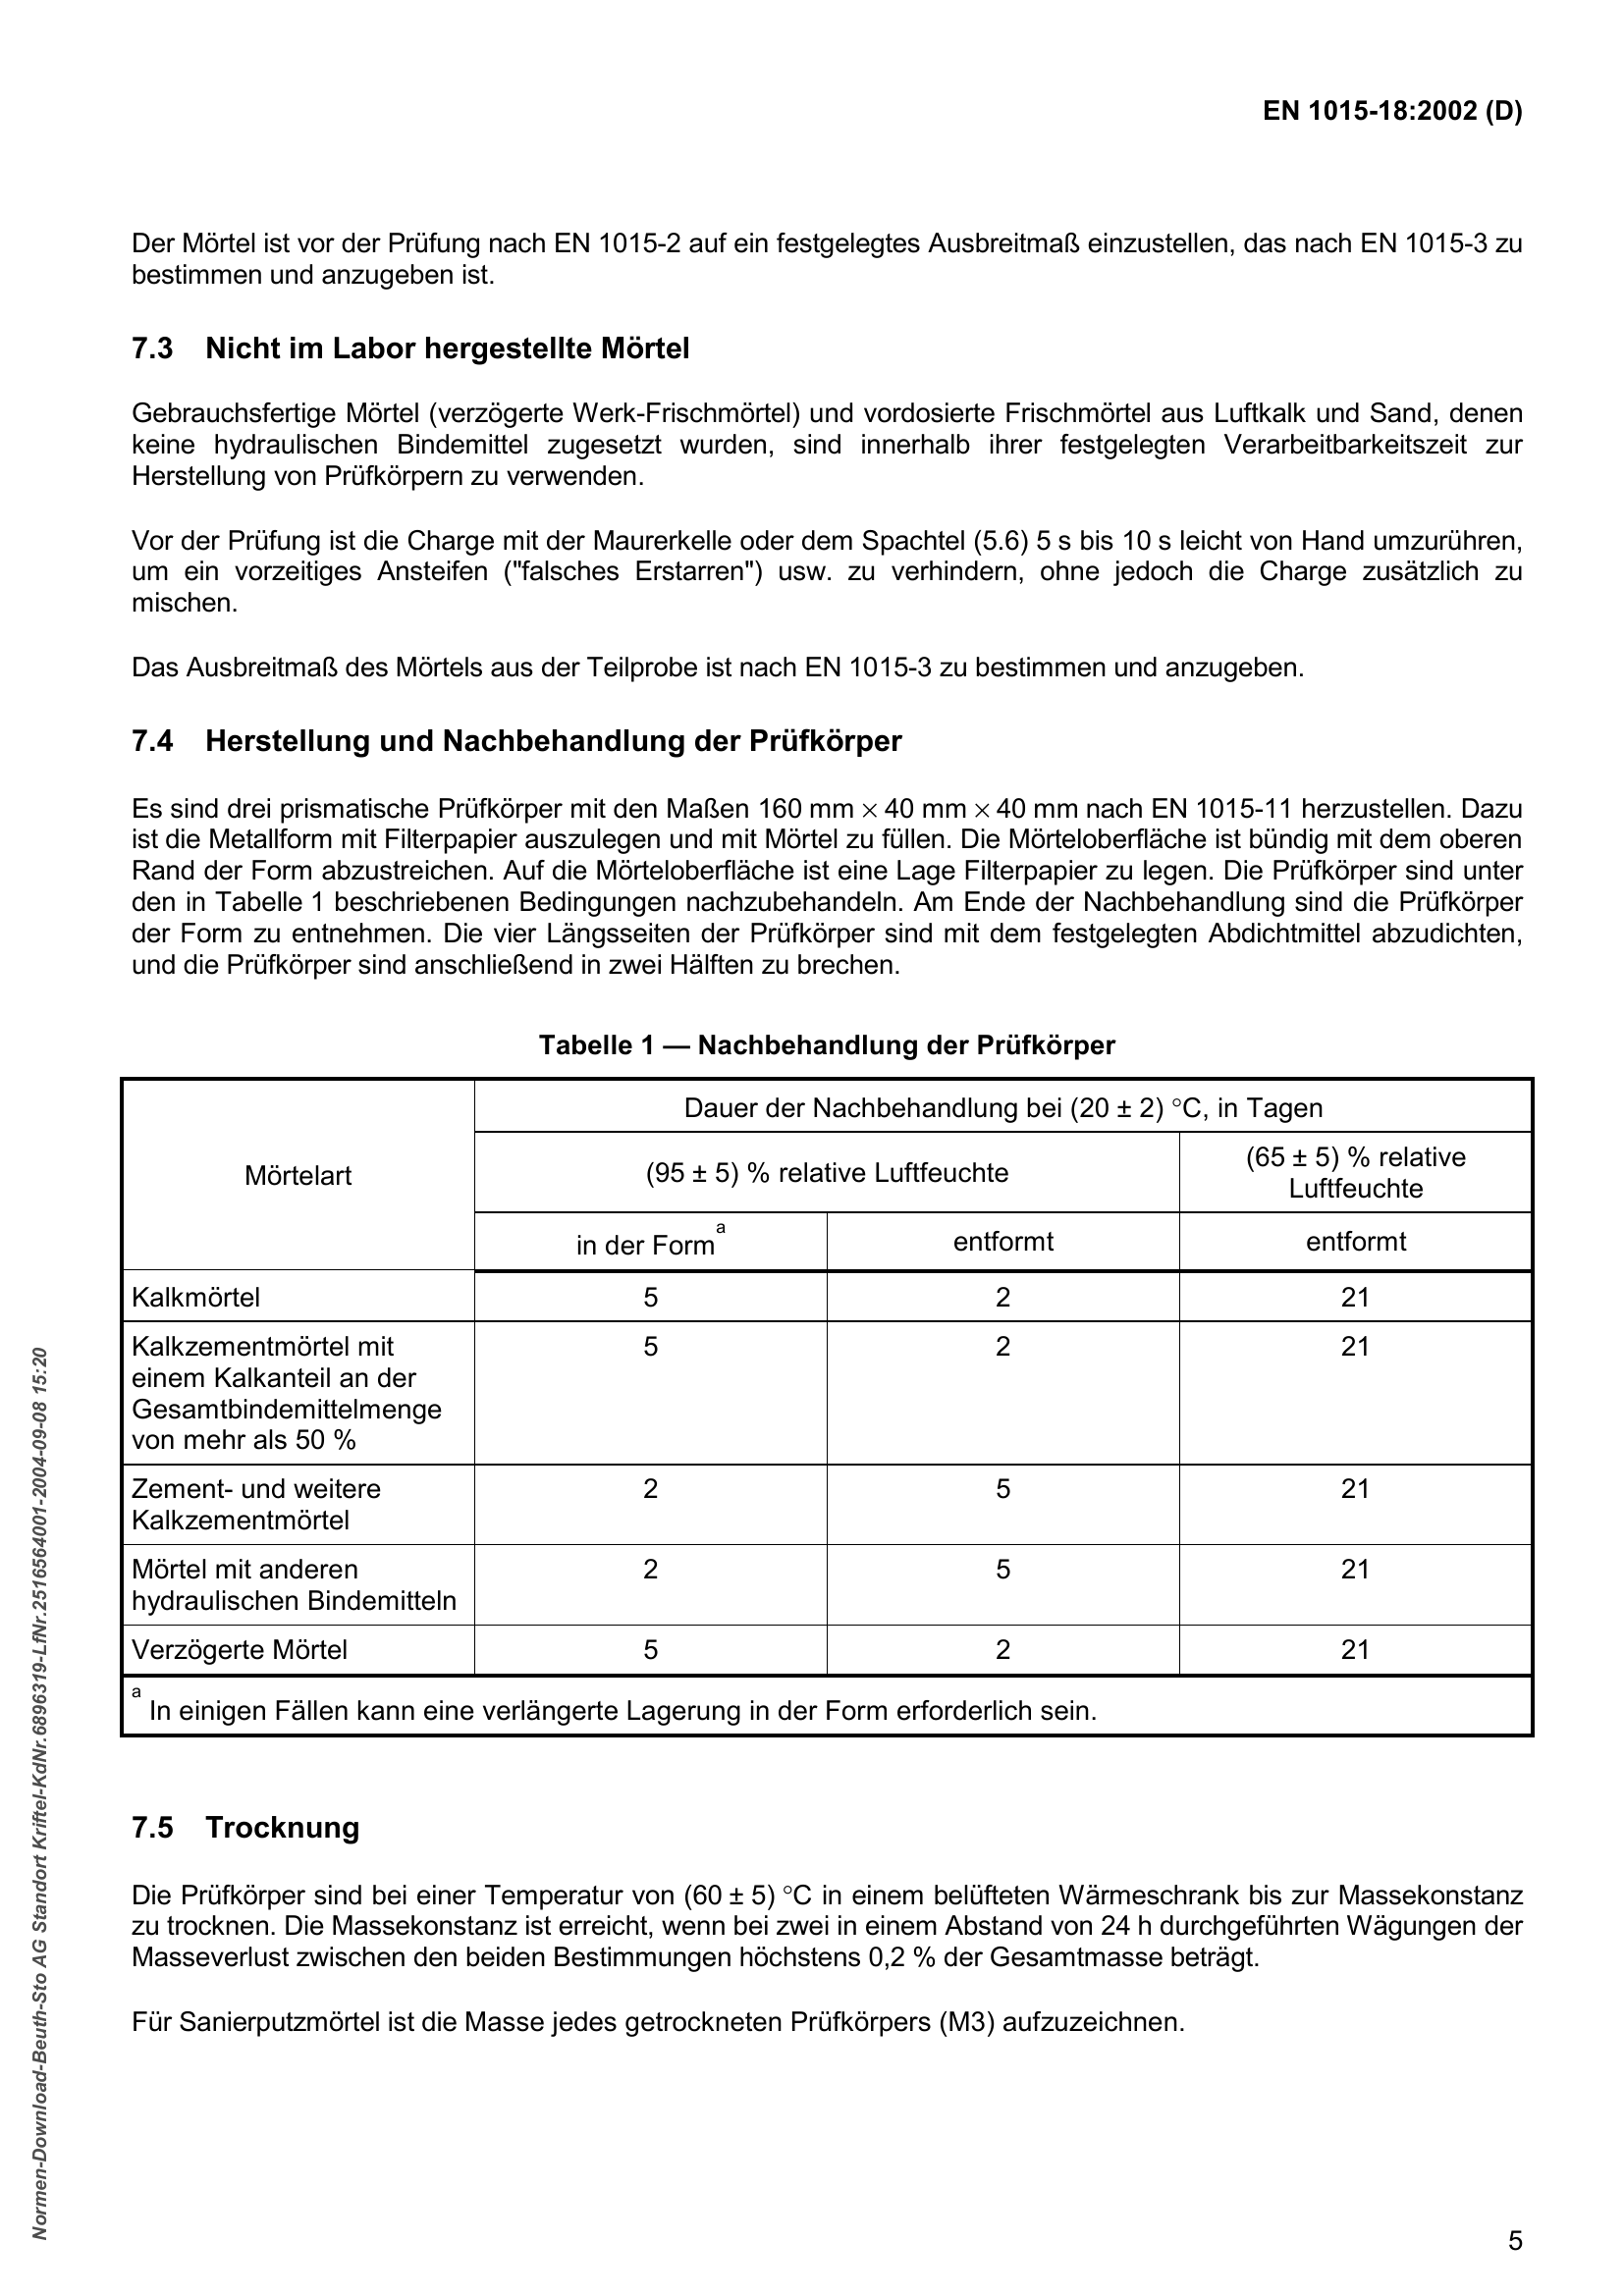 EN 1015-18:2002 (D)
Der Mörtel ist vor der Prüfung nach EN 1015-2 auf ein festgelegtes Ausbreitmaß einzustellen, das nach EN 1015-3 zu
bestimmen und anzugeben ist.
7.3 Nicht im Labor hergestellte Mörtel
Gebrauchsfertige Mörtel (verzögerte Werk-Frischmörtel) und vordosierte Frischmörtel aus Luftkalk und Sand, denen
keine hydraulischen Bindemittel zugesetzt wurden, sind innerhalb ihrer festgelegten Verarbeitbarkeitszeit zur
Herstellung von Prüfkörpern zu verwenden.
Vor der Prüfung ist die Charge mit der Maurerkelle oder dem Spachtel (5.6) 5 s bis 10 s leicht von Hand umzurühren,
um ein vorzeitiges Ansteifen ("falsches Erstarren") usw. zu verhindern, ohne jedoch die Charge zusätzlich zu
mischen.
Das Ausbreitmaß des Mörtels aus der Teilprobe ist nach EN 1015-3 zu bestimmen und anzugeben.
7.4 Herstellung und Nachbehandlung der Prüfkörper
Es sind drei prismatische Prüfkörper mit den Maßen 160 mm × 40 mm × 40 mm nach EN 1015-11 herzustellen. Dazu
ist die Metallform mit Filterpapier auszulegen und mit Mörtel zu füllen. Die Mörteloberfläche ist bündig mit dem oberen
Rand der Form abzustreichen. Auf die Mörteloberfläche ist eine Lage Filterpapier zu legen. Die Prüfkörper sind unter
den in Tabelle 1 beschriebenen Bedingungen nachzubehandeln. Am Ende der Nachbehandlung sind die Prüfkörper
der Form zu entnehmen. Die vier Längsseiten der Prüfkörper sind mit dem festgelegten Abdichtmittel abzudichten,
und die Prüfkörper sind anschließend in zwei Hälften zu brechen.
Tabelle 1 — Nachbehandlung der Prüfkörper
Mörtelart
Dauer der Nachbehandlung bei (20 ± 2) °C, in Tagen
(95 ± 5) % relative Luftfeuchte
(65 ± 5) % relative
Luftfeuchte
in der Form a
entformt
entformt
Kalkmörtel 5 2 21
Kalkzementmörtel mit 5 2 21
einem Kalkanteil an der
Gesamtbindemittelmenge
von mehr als 50 %
Zement- und weitere 2 5 21
Kalkzementmörtel
Mörtel mit anderen 2 5 21
hydraulischen Bindemitteln
Verzögerte Mörtel 5 2 21
a In einigen Fällen kann eine verlängerte Lagerung in der Form erforderlich sein.
7.5 Trocknung
Die Prüfkörper sind bei einer Temperatur von (60 ± 5) °C in einem belüfteten Wärmeschrank bis zur Massekonstanz
zu trocknen. Die Massekonstanz ist erreicht, wenn bei zwei in einem Abstand von 24 h durchgeführten Wägungen der
Masseverlust zwischen den beiden Bestimmungen höchstens 0,2 % der Gesamtmasse beträgt.
Für Sanierputzmörtel ist die Masse jedes getrockneten Prüfkörpers (M3) aufzuzeichnen.
Normen-Download-Beuth-Sto AG Standort Kriftel-KdNr.6896319-LfNr.2516564001-2004-09-08 15:20
5